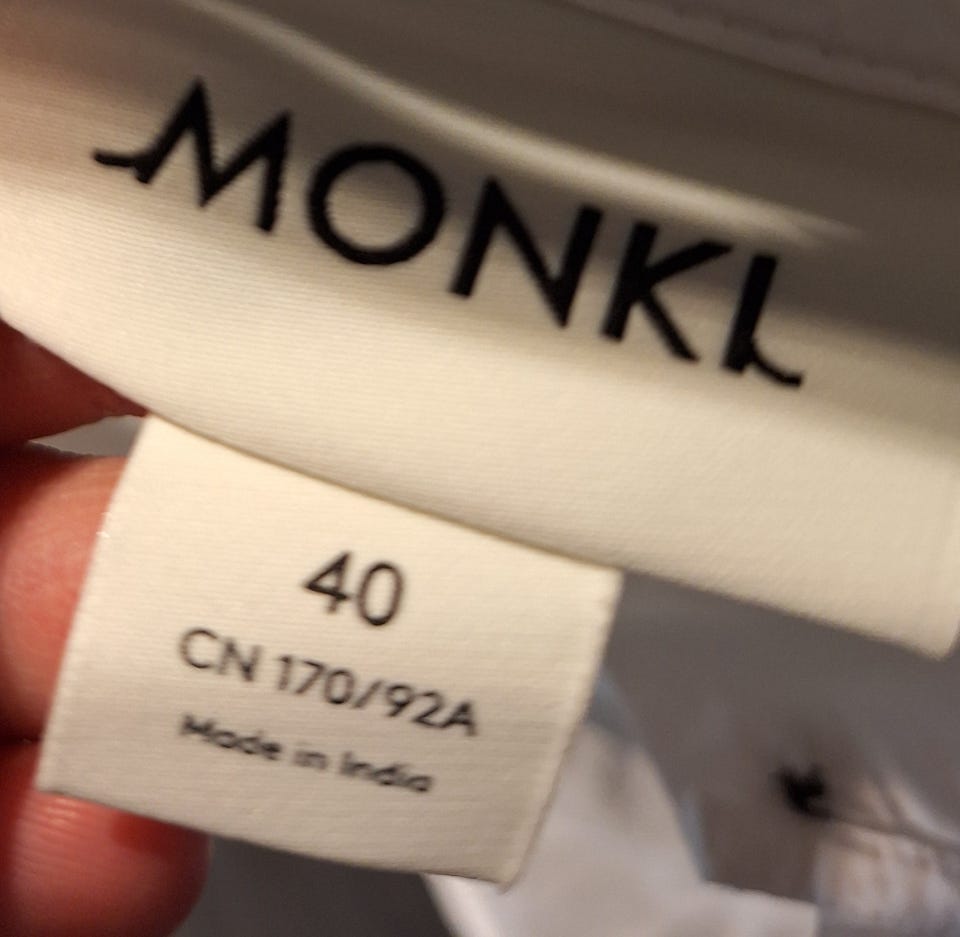 MONKI
40
CN 170/92A
Made in India